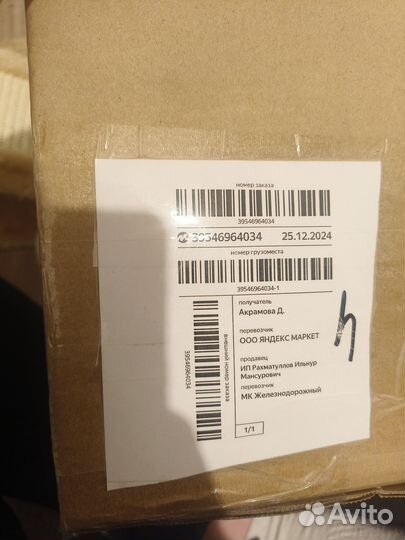 номер заказа
39546964034
39546964034 25.12.2024
номер грузоместа
39546964034-1
получатель
Акрамова Д.
перевозчик
ООО ЯНДЕКС МАРКЕТ
продавец
ИП Рахматуллов Ильнур
Мансурович
перевозчик
МК Железнодорожный
1/1
внешний номер заказа
39546964034
Ч
Avito